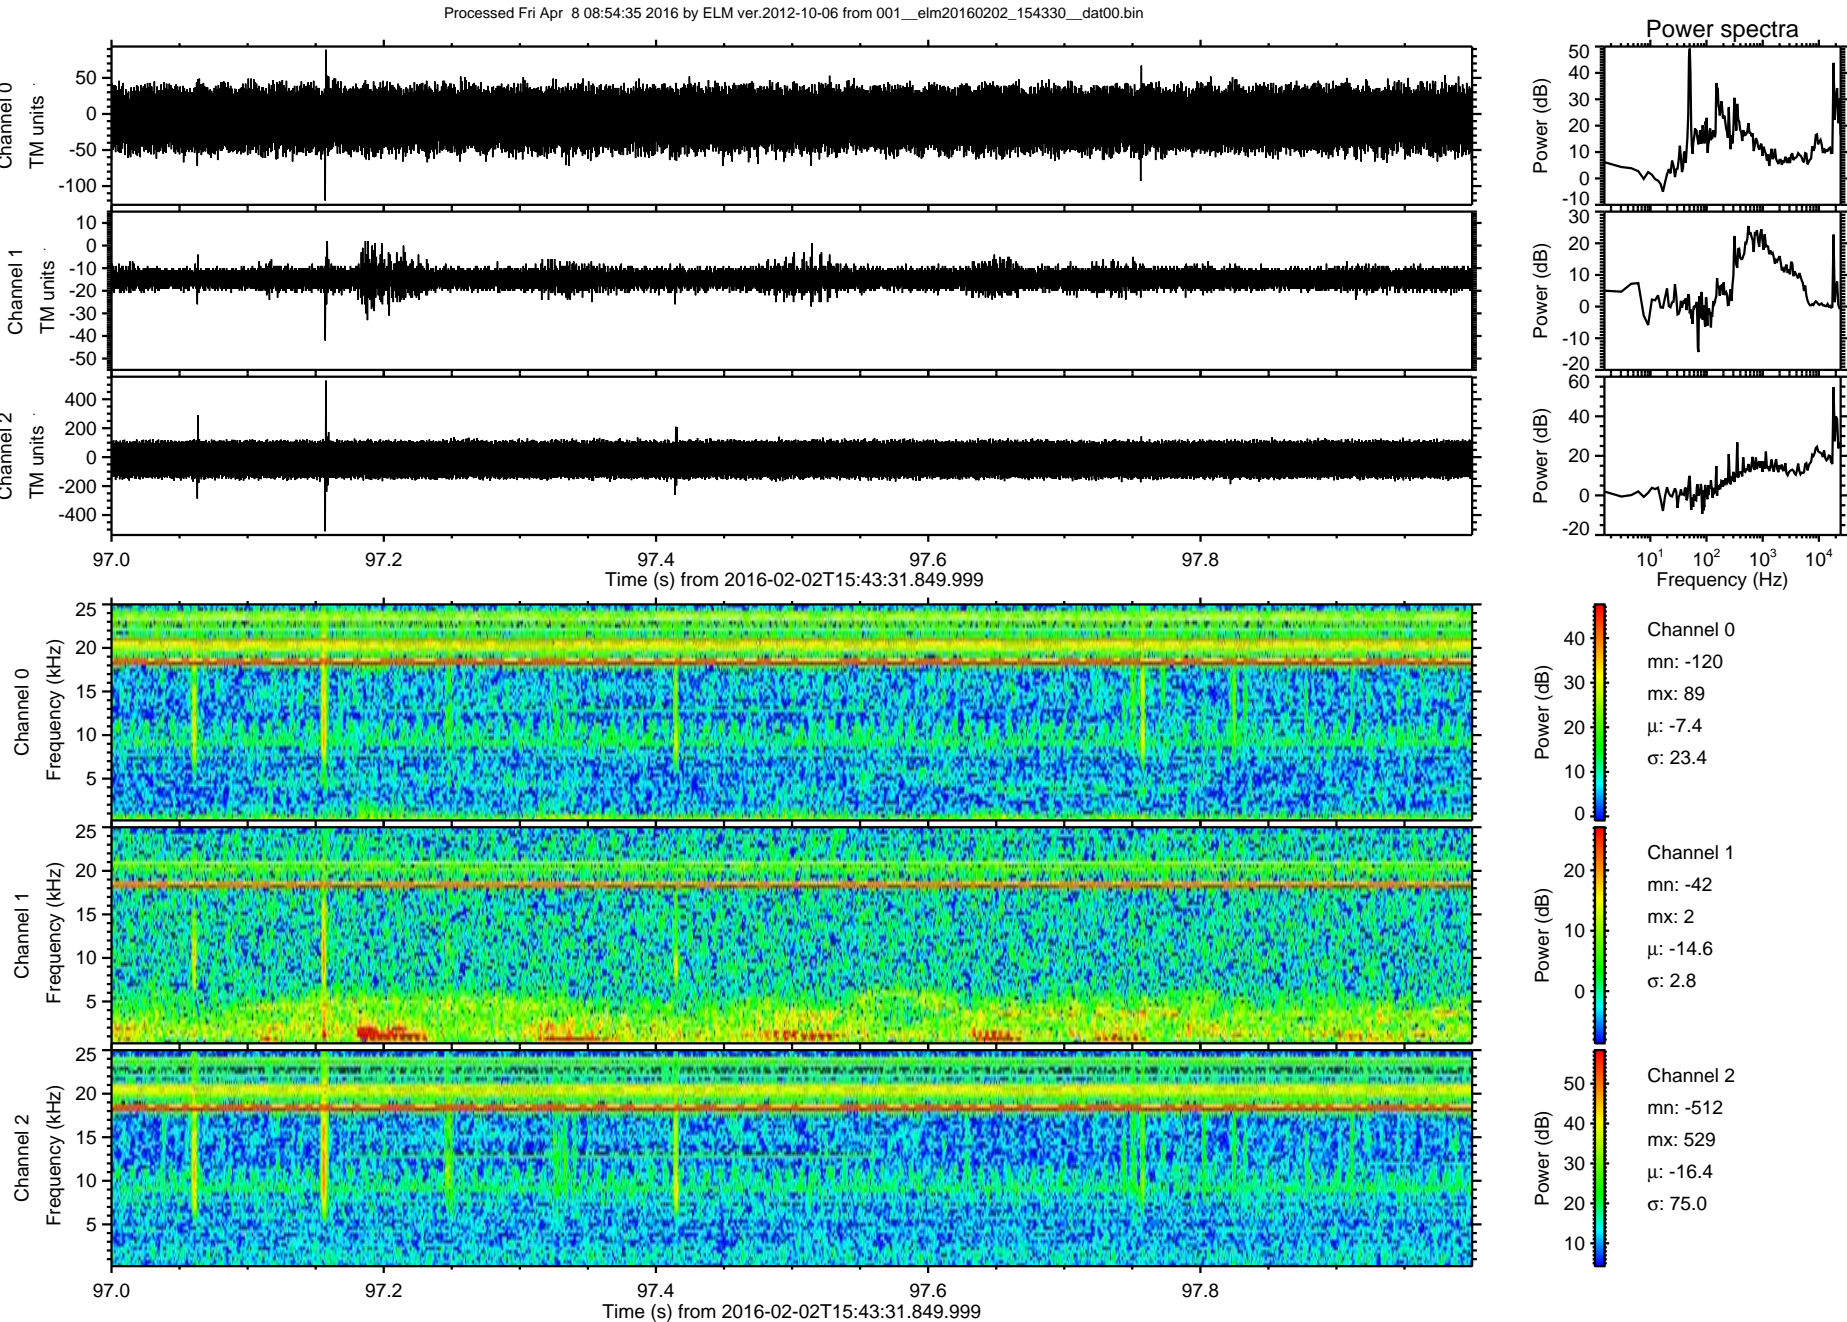 Processed Fri Apr 8 08:54:35 2016 by ELM ver.2012-10-06 from 001__elm20160202_154330__dat00.bin
Power spectra
Channel 0
TM units
50
0
-50
-100
Power (dB)
50
40
30
20
10
0
-10
Channel 1
TM units
10
0
-10
-20
-30
-40
-50
Power (dB)
30
20
10
0
-10
-20
Channel 2
TM units
400
200
0
-200
-400
Power (dB)
60
40
20
0
-20
97.0 97.2 97.4 97.6 97.8
Time (s) from 2016-02-02T15:43:31.849.999
10¹ 10² 10³ 10⁴
Frequency (Hz)
Channel 0
Frequency (kHz)
25
20
15
10
5
Power (dB)
40
30
20
10
0
Channel 0
mn: -120
mx: 89
μ: -7.4
σ: 23.4
Channel 1
Frequency (kHz)
25
20
15
10
5
Power (dB)
20
10
0
Channel 1
mn: -42
mx: 2
μ: -14.6
σ: 2.8
Channel 2
Frequency (kHz)
25
20
15
10
5
Power (dB)
50
40
30
20
10
Channel 2
mn: -512
mx: 529
μ: -16.4
σ: 75.0
97.0 97.2 97.4 97.6 97.8
Time (s) from 2016-02-02T15:43:31.849.999